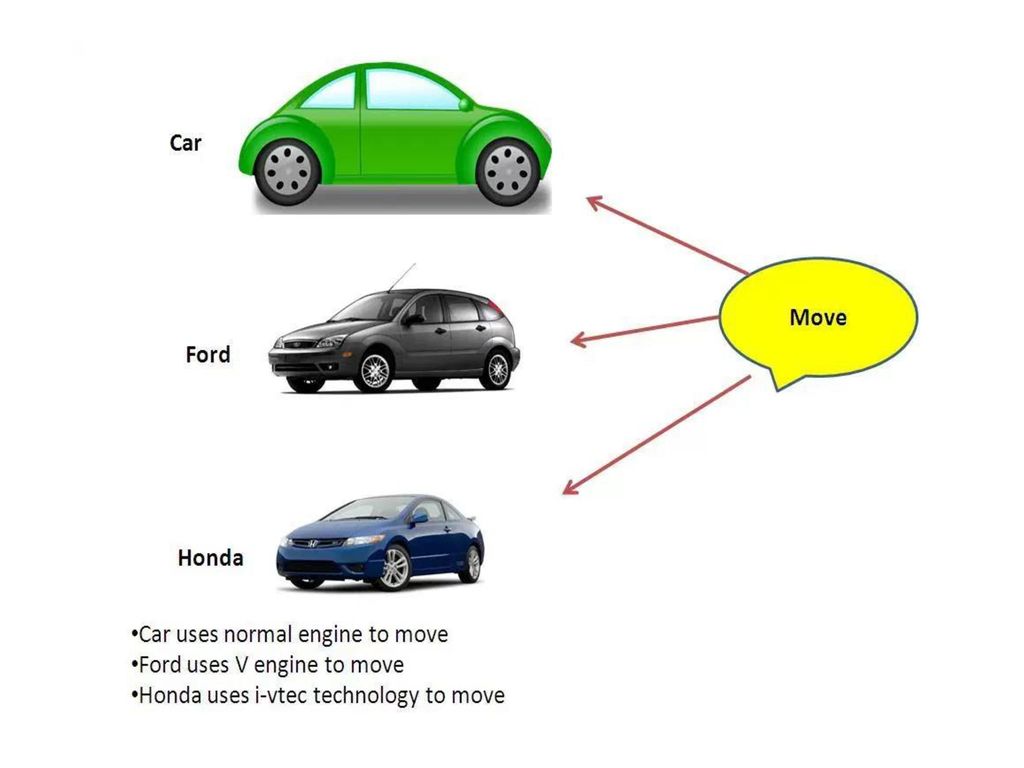 Car
Move
Ford
Honda
•Car uses normal engine to move
•Ford uses V engine to move
•Honda uses i-vtec technology to move